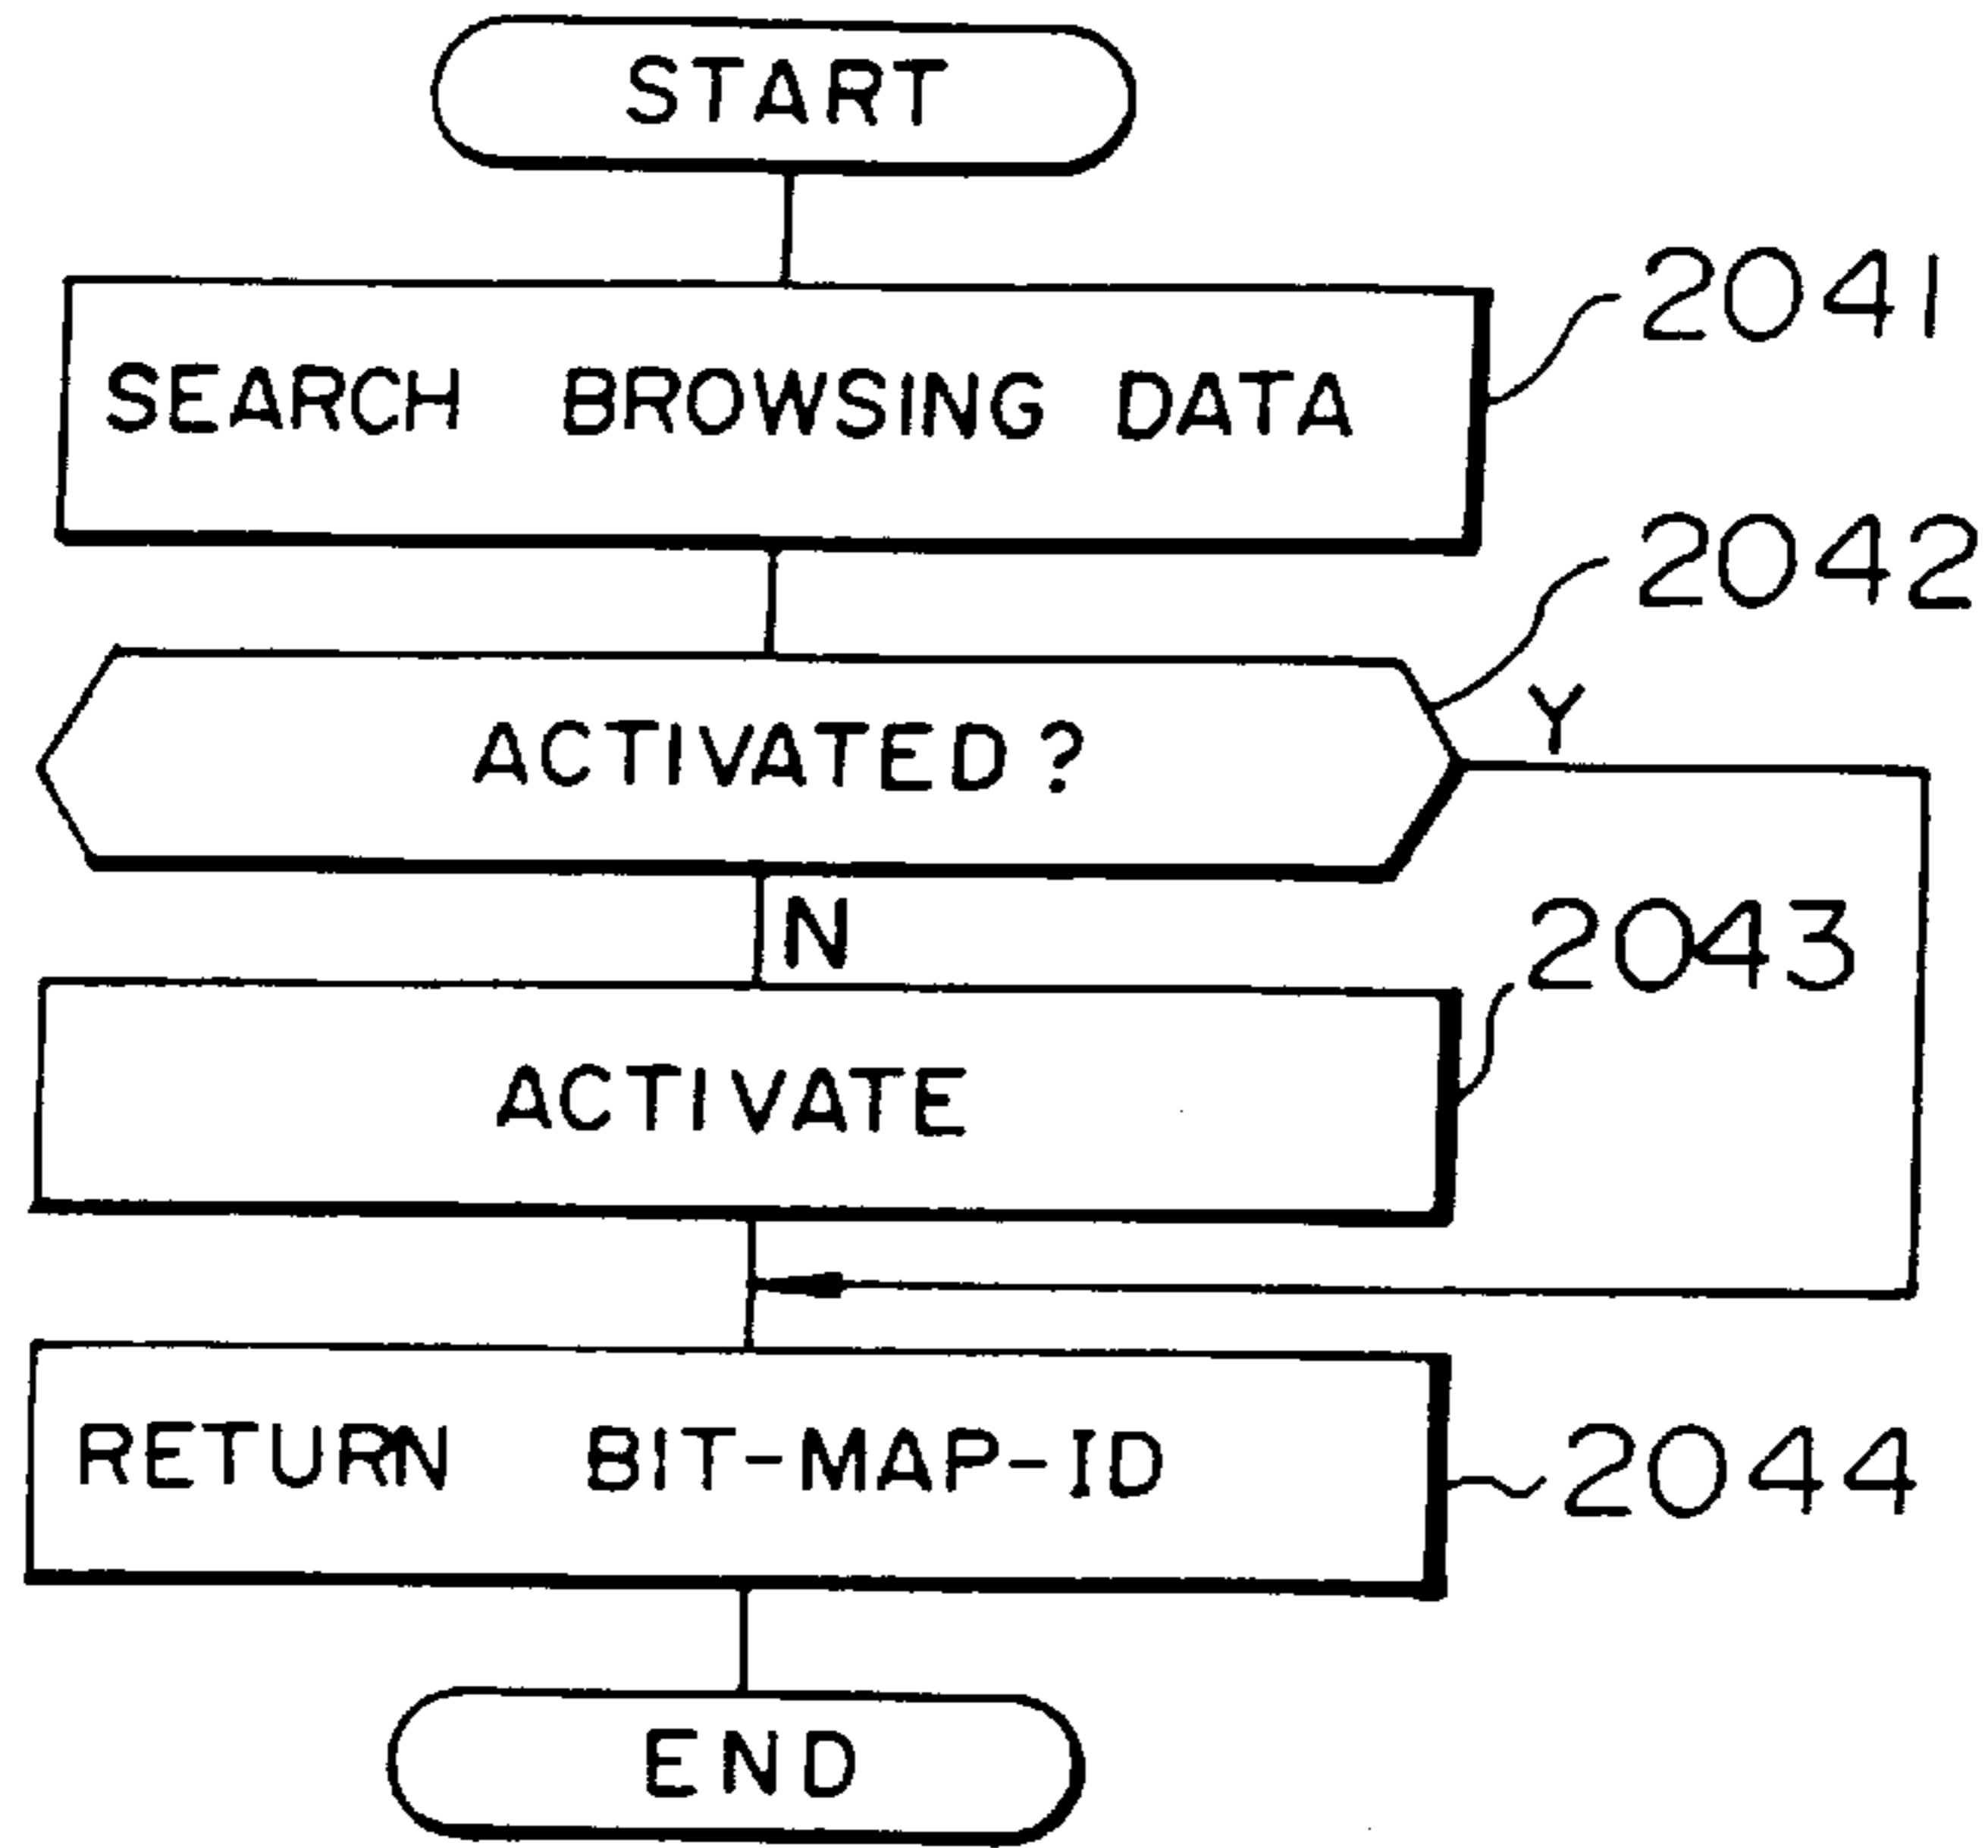 START
SEARCH BROWSING DATA
2041
2042
ACTIVATED?
Y
N
2043
ACTIVATE
RETURN BIT-MAP-ID
2044
END